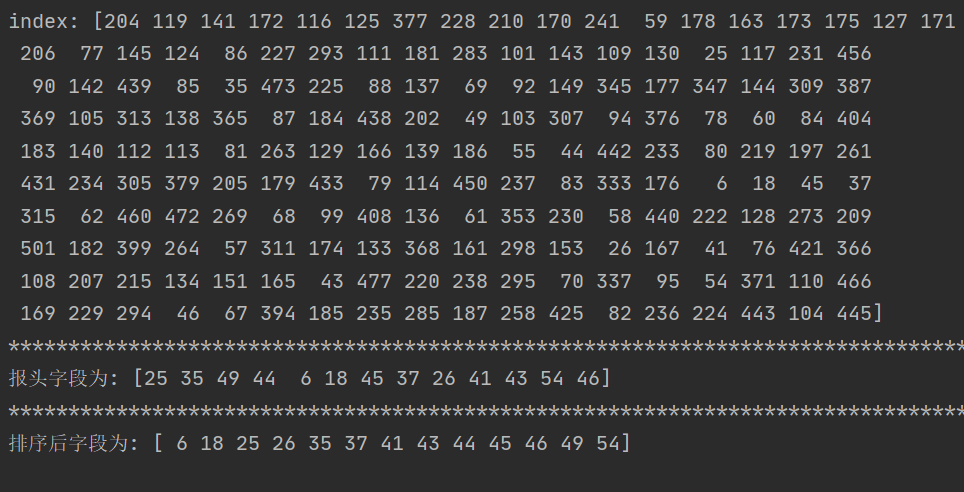 index: [204 119 141 172 116 125 377 228 210 170 241  59 178 163 173 175 127 171
 206  77 145 124  86 227 293 111 181 283 101 143 109 130  25 117 231 456
  90 142 439  85  35 473 225  88 137  69  92 149 345 177 347 144 309 387
 369 105 313 138 365  87 184 438 202  49 103 307  94 376  78  60  84 404
 183 140 112 113  81 263 129 166 139 186  55  44 442 233  80 219 197 261
 431 234 305 379 205 179 433  79 114 450 237  83 333 176   6  18  45  37
 315  62 460 472 269  68  99 408 136  61 353 230  58 440 222 128 273 209
 501 182 399 264  57 311 174 133 368 161 298 153  26 167  41  76 421 366
 108 207 215 134 151 165  43 477 220 238 295  70 337  95  54 371 110 466
 169 229 294  46  67 394 185 235 285 187 258 425  82 236 224 443 104 445]
********************************************************************************
报头字段为: [25 35 49 44  6 18 45 37 26 41 43 54 46]
********************************************************************************
排序后字段为: [ 6 18 25 26 35 37 41 43 44 45 46 49 54]